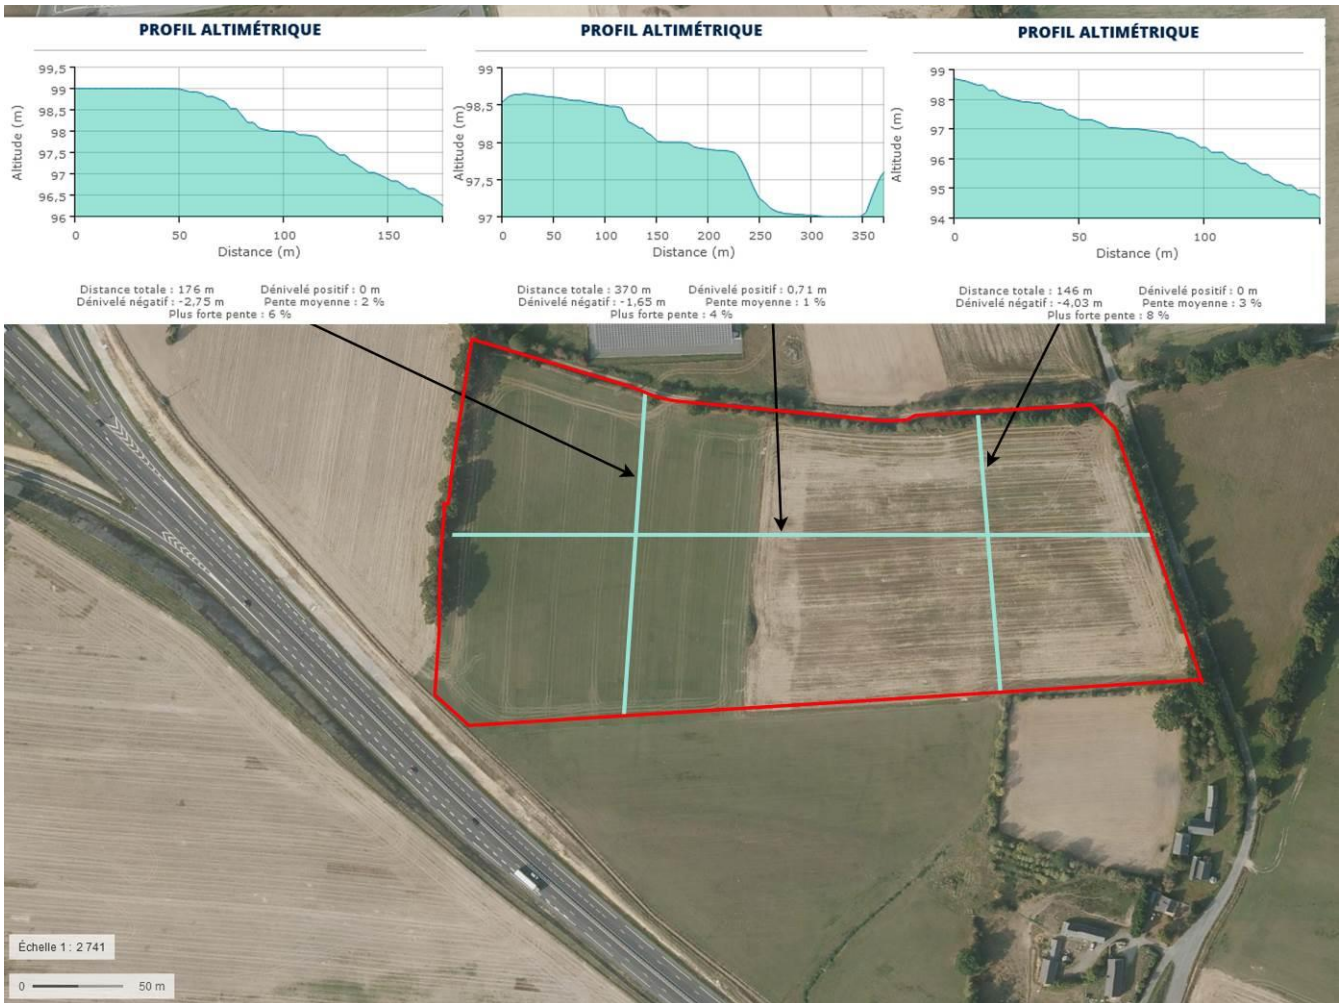 PROFIL ALTIMÉTRIQUE
Altitude (m)
99,5
99
98,5
98
97,5
97
96,5
96
0 50 100 150
Distance (m)
Distance totale : 176 m Dénivelé positif : 0 m
Dénivelé négatif : -2,75 m Pente moyenne : 2 %
Plus forte pente : 6 %
PROFIL ALTIMÉTRIQUE
Altitude (m)
99
98,5
98
97,5
97
0 50 100 150 200 250 300 350
Distance (m)
Distance totale : 370 m Dénivelé positif : 0,71 m
Dénivelé négatif : -1,65 m Pente moyenne : 1 %
Plus forte pente : 4 %
PROFIL ALTIMÉTRIQUE
Altitude (m)
99
98
97
96
95
94
0 50 100
Distance (m)
Distance totale : 146 m Dénivelé positif : 0 m
Dénivelé négatif : -4,03 m Pente moyenne : 3 %
Plus forte pente : 8 %
Échelle 1 : 2 741
0 50 m